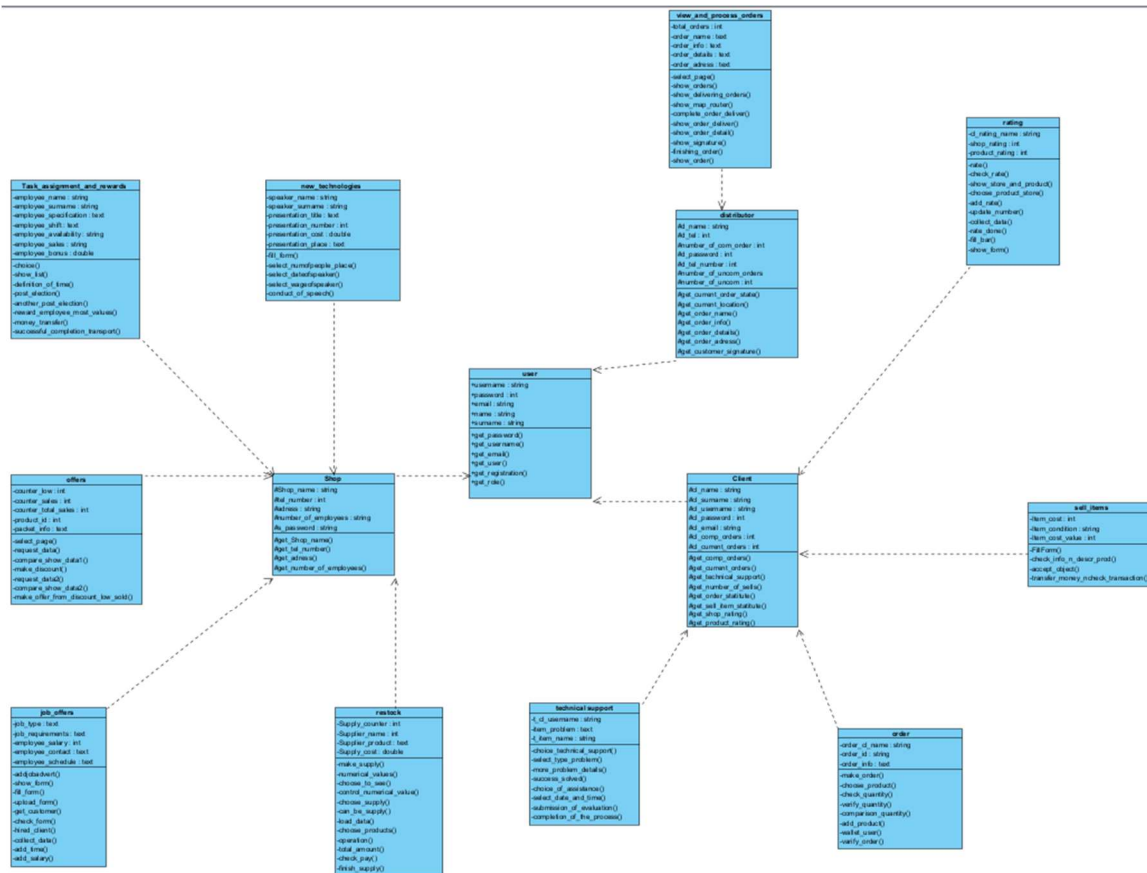 view_and_process_orders
-total_orders : int
-order_name : text
-order_info : text
-order_details : text
-order_adress : text
-select_page()
-show_orders()
-show_delivering_orders()
-show_map_router()
-complete_order_deliver()
-show_order_deliver()
-show_order_detail()
-show_signature()
-finishing_order()
-show_order()
rating
-cl_rating_name : string
-shop_rating : int
-product_rating : int
-rate()
-check_rate()
-show_store_and_product()
-choose_product_store()
-add_rate()
-update_number()
-collect_data()
-rate_done()
-fill_bar()
-show_form()
Task_assignment_and_rewards
-employee_name : string
-employee_surname : string
-employee_specification : text
-employee_shift : text
-employee_availability : string
-employee_sales : string
-employee_bonus : double
-choice()
-show_list()
-definition_of_time()
-post_election()
-another_post_election()
-reward_employee_most_values()
-money_transfer()
-successful_completion_transport()
new_technologies
-speaker_name : string
-speaker_surname : string
-presentation_title : text
-presentation_number : int
-presentation_cost : double
-presentation_place : text
-fill_form()
-select_numofpeople_place()
-select_dateofspeaker()
-select_wageofspeaker()
-conduct_of_speech()
distributor
#d_name : string
#d_tel : int
#number_of_com_order : int
#d_password : int
#d_tel_number : int
#number_of_uncom_orders
#number_of_uncom : int
#get_current_order_state()
#get_current_location()
#get_order_name()
#get_order_info()
#get_order_details()
#get_order_adress()
#get_customer_signature()
user
+username : string
+password : int
+email : string
+name : string
+surname : string
+get_password()
+get_username()
+get_email()
+get_user()
+get_registration()
+get_role()
offers
-counter_low : int
-counter_sales : int
-counter_total_sales : int
-product_id : int
-packet_info : text
-select_page()
-request_data()
-compare_show_data1()
-make_discount()
-request_data2()
-compare_show_data2()
-make_offer_from_discount_low_sold()
Shop
#Shop_name : string
#tel_number : int
#adress : string
#number_of_employees : string
#s_password : string
#get_Shop_name()
#get_tel_number()
#get_adress()
#get_number_of_employees()
Client
#cl_name : string
#cl_surname : string
#cl_username : string
#cl_password : int
#cl_email : string
#cl_comp_orders : int
#cl_current_orders : int
#get_comp_orders()
#get_current_orders()
#get_technical_support()
#get_number_of_sells()
#get_order_statitute()
#get_sell_item_statitute()
#get_shop_rating()
#get_product_rating()
sell_items
-Item_cost : int
-Item_condition : string
-Item_cost_value : int
-FillForm()
-check_info_n_descr_prod()
-accept_object()
-transfer_money_ncheck_transaction()
job_offers
-job_type : text
-job_requirements : text
-employee_salary : int
-employee_contact : text
-employee_schedule : text
-addjobadvert()
-show_form()
-fill_form()
-upload_form()
-get_customer()
-check_form()
-hired_client()
-collect_data()
-add_time()
-add_salary()
restock
-Supply_counter : int
-Supplier_name : int
-Supplier_product : text
-Supply_cost : double
-make_supply()
-numerical_values()
-choose_to_see()
-control_numerical_value()
-choose_supply()
-can_be_supply()
-load_data()
-choose_products()
-operation()
-total_amount()
-check_pay()
-finish_supply()
technical support
-t_cl_username : string
-item_problem : text
-t_item_name : string
-choice_technical_support()
-select_type_problem()
-more_problem_details()
-success_solved()
-choice_of_assistance()
-select_date_and_time()
-submission_of_evaluation()
-completion_of_the_process()
order
-order_cl_name : string
-order_id : string
-order_info : text
-make_order()
-choose_product()
-check_quantity()
-verify_quantity()
-comparison_quantity()
-add_product()
-wallet_user()
-verify_order()